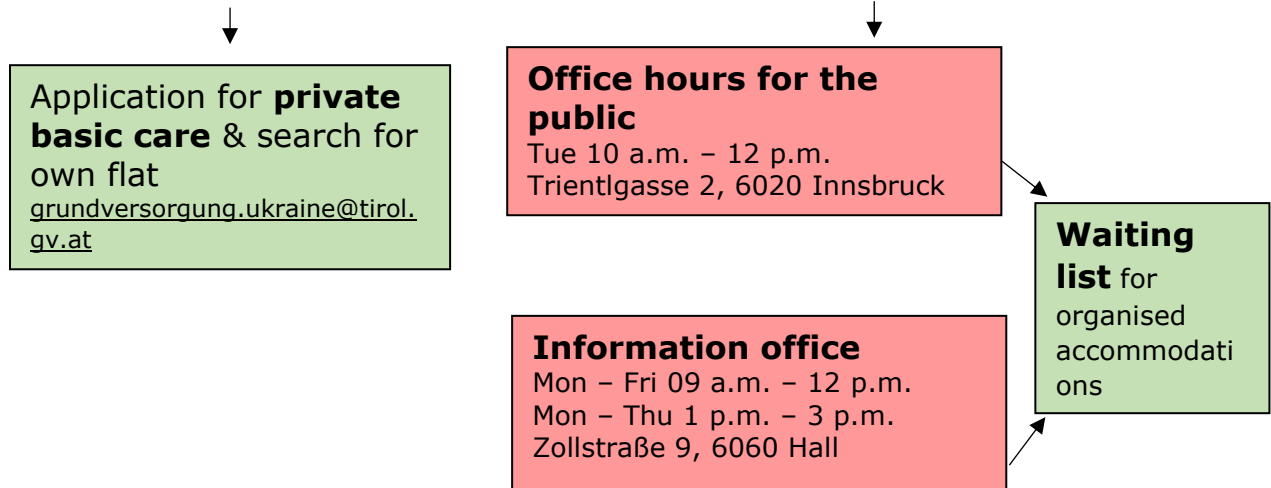 Application for private
basic care & search for
own flat
grundversorgung.ukraine@tirol.
gv.at
Office hours for the
public
Tue 10 a.m. – 12 p.m.
Trientlgasse 2, 6020 Innsbruck
Waiting
list for
organised
accommodati
ons
Information office
Mon – Fri 09 a.m. – 12 p.m.
Mon – Thu 1 p.m. – 3 p.m.
Zollstraße 9, 6060 Hall